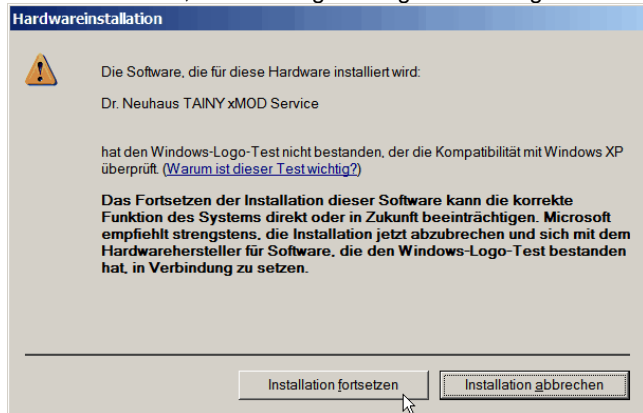 Hardwareinstallation
Die Software, die für diese Hardware installiert wird:
Dr. Neuhaus TAINY xMOD Service
hat den Windows-Logo-Test nicht bestanden, der die Kompatibilität mit Windows XP
überprüft. (Warum ist dieser Test wichtig?)
Das Fortsetzen der Installation dieser Software kann die korrekte
Funktion des Systems direkt oder in Zukunft beeinträchtigen. Microsoft
empfiehlt strengstens, die Installation jetzt abzubrechen und sich mit dem
Hardwarehersteller für Software, die den Windows-Logo-Test bestanden
hat, in Verbindung zu setzen.
Installation fortsetzen
Installation abbrechen